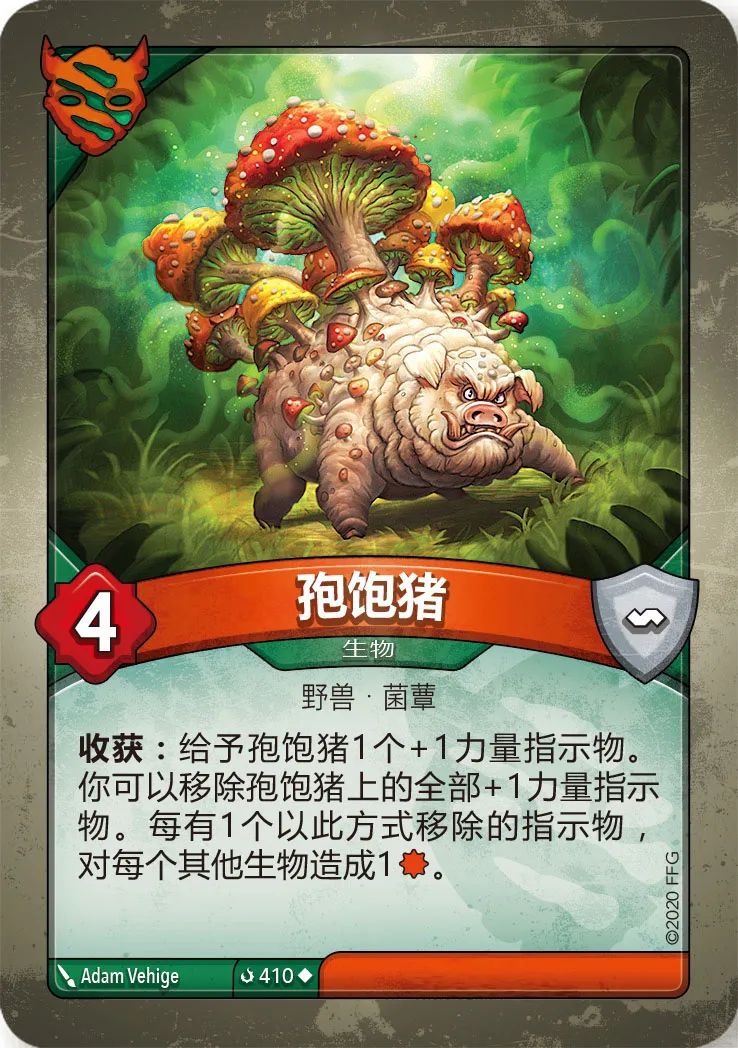 4
孢饱猪
生物
野兽 · 菌蕈
收获：给予孢饱猪1个+1力量指示物。
你可以移除孢饱猪上的全部+1力量指示
物。每有1个以此方式移除的指示物，
对每个其他生物造成1。
©2020 FFG
Adam Vehige
410